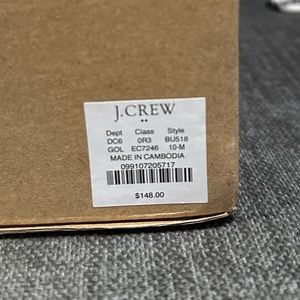 J.CREW
Dept Class Style
DC6 0R3 BU518
GOL EC7246 10-M
MADE IN CAMBODIA
099107205717
$148.00